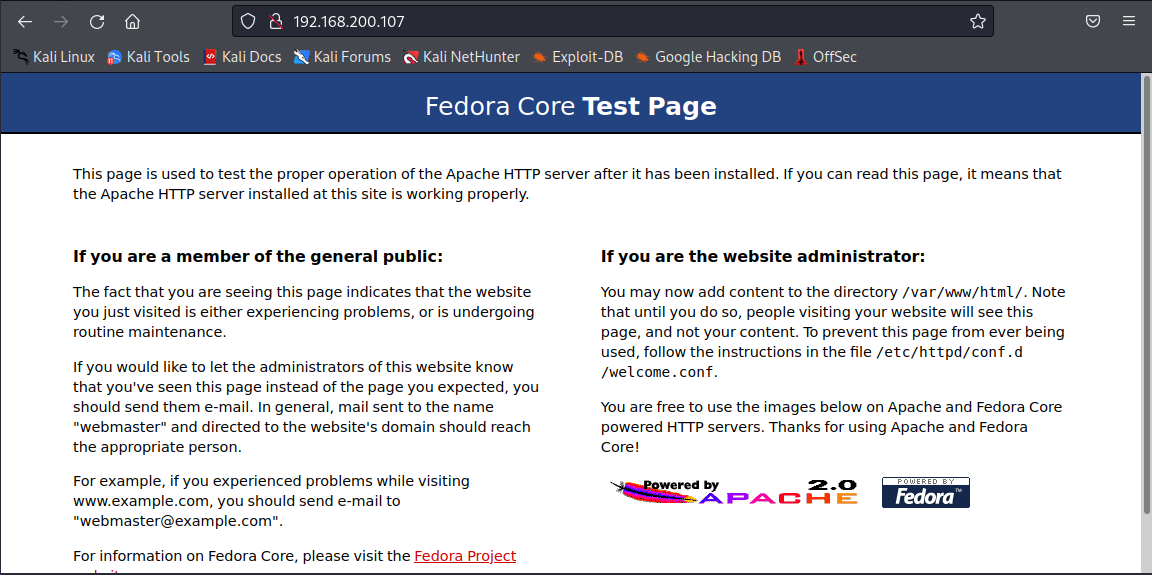 192.168.200.107
Kali Linux Kali Tools Kali Docs Kali Forums Kali NetHunter Exploit-DB Google Hacking DB OffSec
Fedora Core Test Page
This page is used to test the proper operation of the Apache HTTP server after it has been installed. If you can read this page, it means that
the Apache HTTP server installed at this site is working properly.
If you are a member of the general public:
The fact that you are seeing this page indicates that the website
you just visited is either experiencing problems, or is undergoing
routine maintenance.
If you would like to let the administrators of this website know
that you've seen this page instead of the page you expected, you
should send them e-mail. In general, mail sent to the name
"webmaster" and directed to the website's domain should reach
the appropriate person.
For example, if you experienced problems while visiting
www.example.com, you should send e-mail to
"webmaster@example.com".
For information on Fedora Core, please visit the Fedora Project
If you are the website administrator:
You may now add content to the directory /var/www/html/. Note
that until you do so, people visiting your website will see this
page, and not your content. To prevent this page from ever being
used, follow the instructions in the file /etc/httpd/conf.d
/welcome.conf.
You are free to use the images below on Apache and Fedora Core
powered HTTP servers. Thanks for using Apache and Fedora
Core!
Powered by 2.0
APACHE
POWERED BY
Fedora™